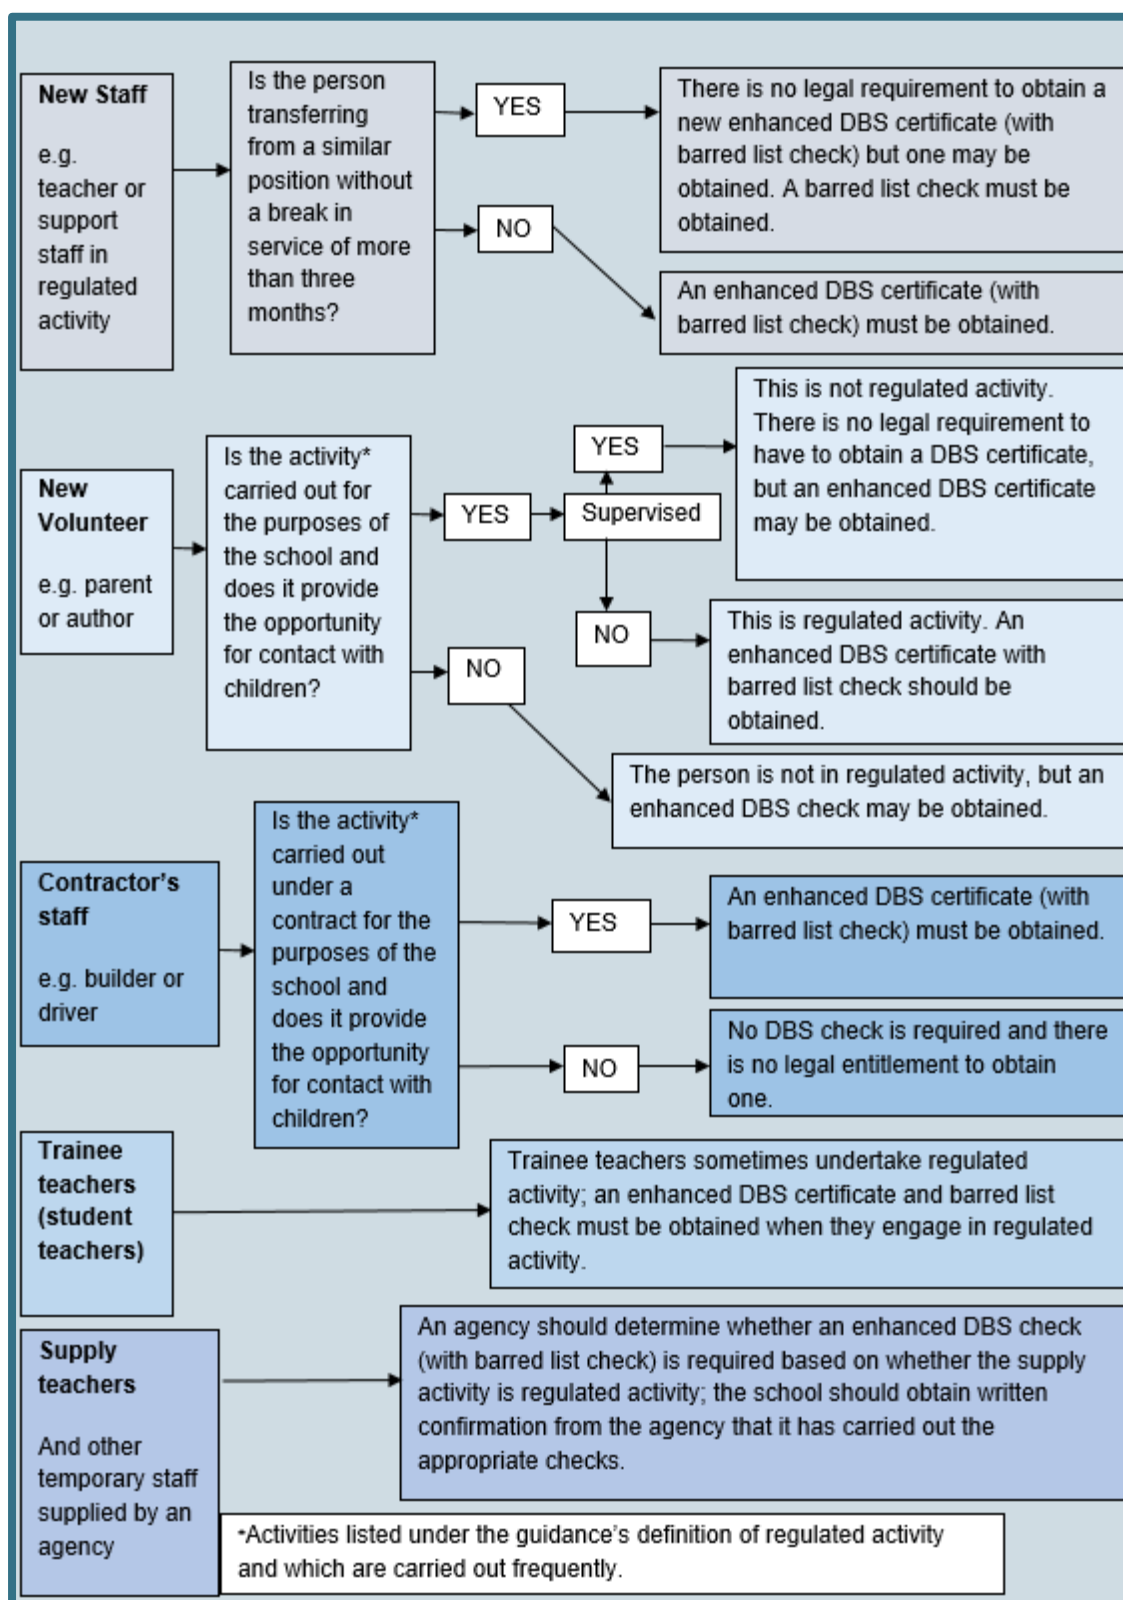 New Staff
e.g.
teacher or
support
staff in
regulated
activity
Is the person
transferring
from a similar
position without
a break in
service of more
than three
months?
YES
NO
There is no legal requirement to obtain a
new enhanced DBS certificate (with
barred list check) but one may be
obtained. A barred list check must be
obtained.
An enhanced DBS certificate (with
barred list check) must be obtained.
New
Volunteer
e.g. parent
or author
Is the activity*
carried out for
the purposes of
the school and
does it provide
the opportunity
for contact with
children?
YES
NO
Supervised
YES
NO
This is not regulated activity.
There is no legal requirement to
have to obtain a DBS certificate,
but an enhanced DBS certificate
may be obtained.
This is regulated activity. An
enhanced DBS certificate with
barred list check should be
obtained.
The person is not in regulated activity, but an
enhanced DBS check may be obtained.
Contractor's
staff
e.g. builder or
driver
Is the activity*
carried out
under a
contract for the
purposes of the
school and
does it provide
the opportunity
for contact with
children?
YES
NO
An enhanced DBS certificate (with
barred list check) must be obtained.
No DBS check is required and there
is no legal entitlement to obtain
one.
Trainee
teachers
(student
teachers)
Trainee teachers sometimes undertake regulated
activity; an enhanced DBS certificate and barred list
check must be obtained when they engage in regulated
activity.
Supply
teachers
And other
temporary staff
supplied by an
agency
An agency should determine whether an enhanced DBS check
(with barred list check) is required based on whether the supply
activity is regulated activity; the school should obtain written
confirmation from the agency that it has carried out the
appropriate checks.
*Activities listed under the guidance's definition of regulated activity
and which are carried out frequently.